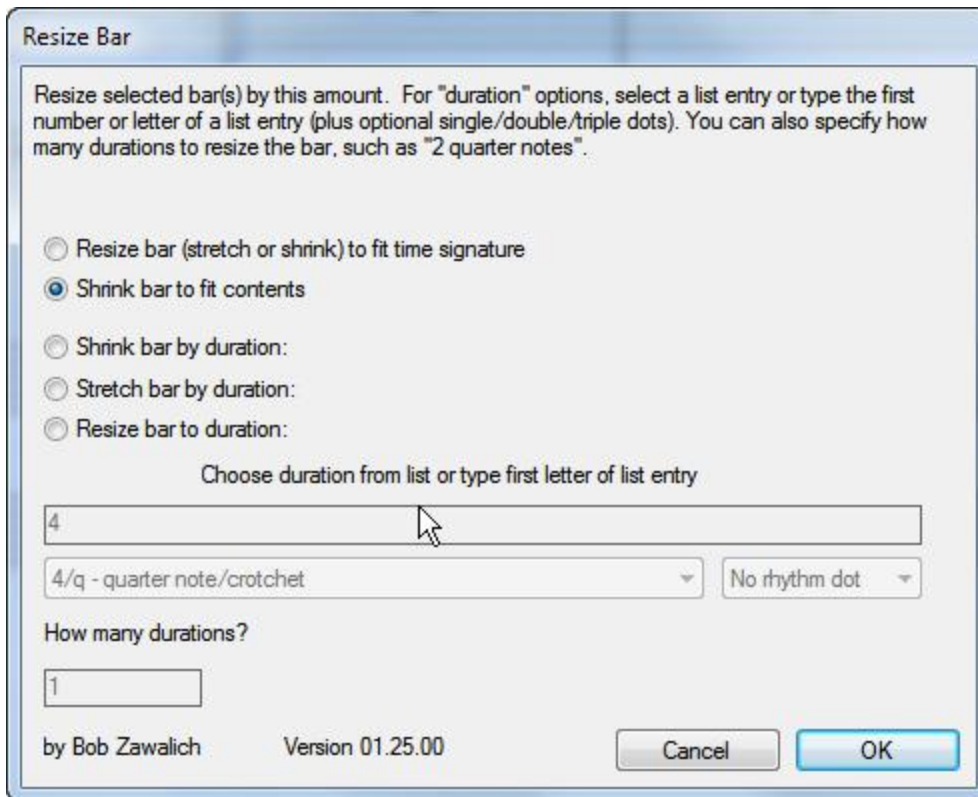 Resize Bar
Resize selected bar(s) by this amount.  For "duration" options, select a list entry or type the first
number or letter of a list entry (plus optional single/double/triple dots). You can also specify how
many durations to resize the bar, such as "2 quarter notes".
Resize bar (stretch or shrink) to fit time signature
Shrink bar to fit contents
Shrink bar by duration:
Stretch bar by duration:
Resize bar to duration:
Choose duration from list or type first letter of list entry
4
4/q - quarter note/crotchet No rhythm dot
How many durations?
1
by Bob Zawalich Version 01.25.00 Cancel OK